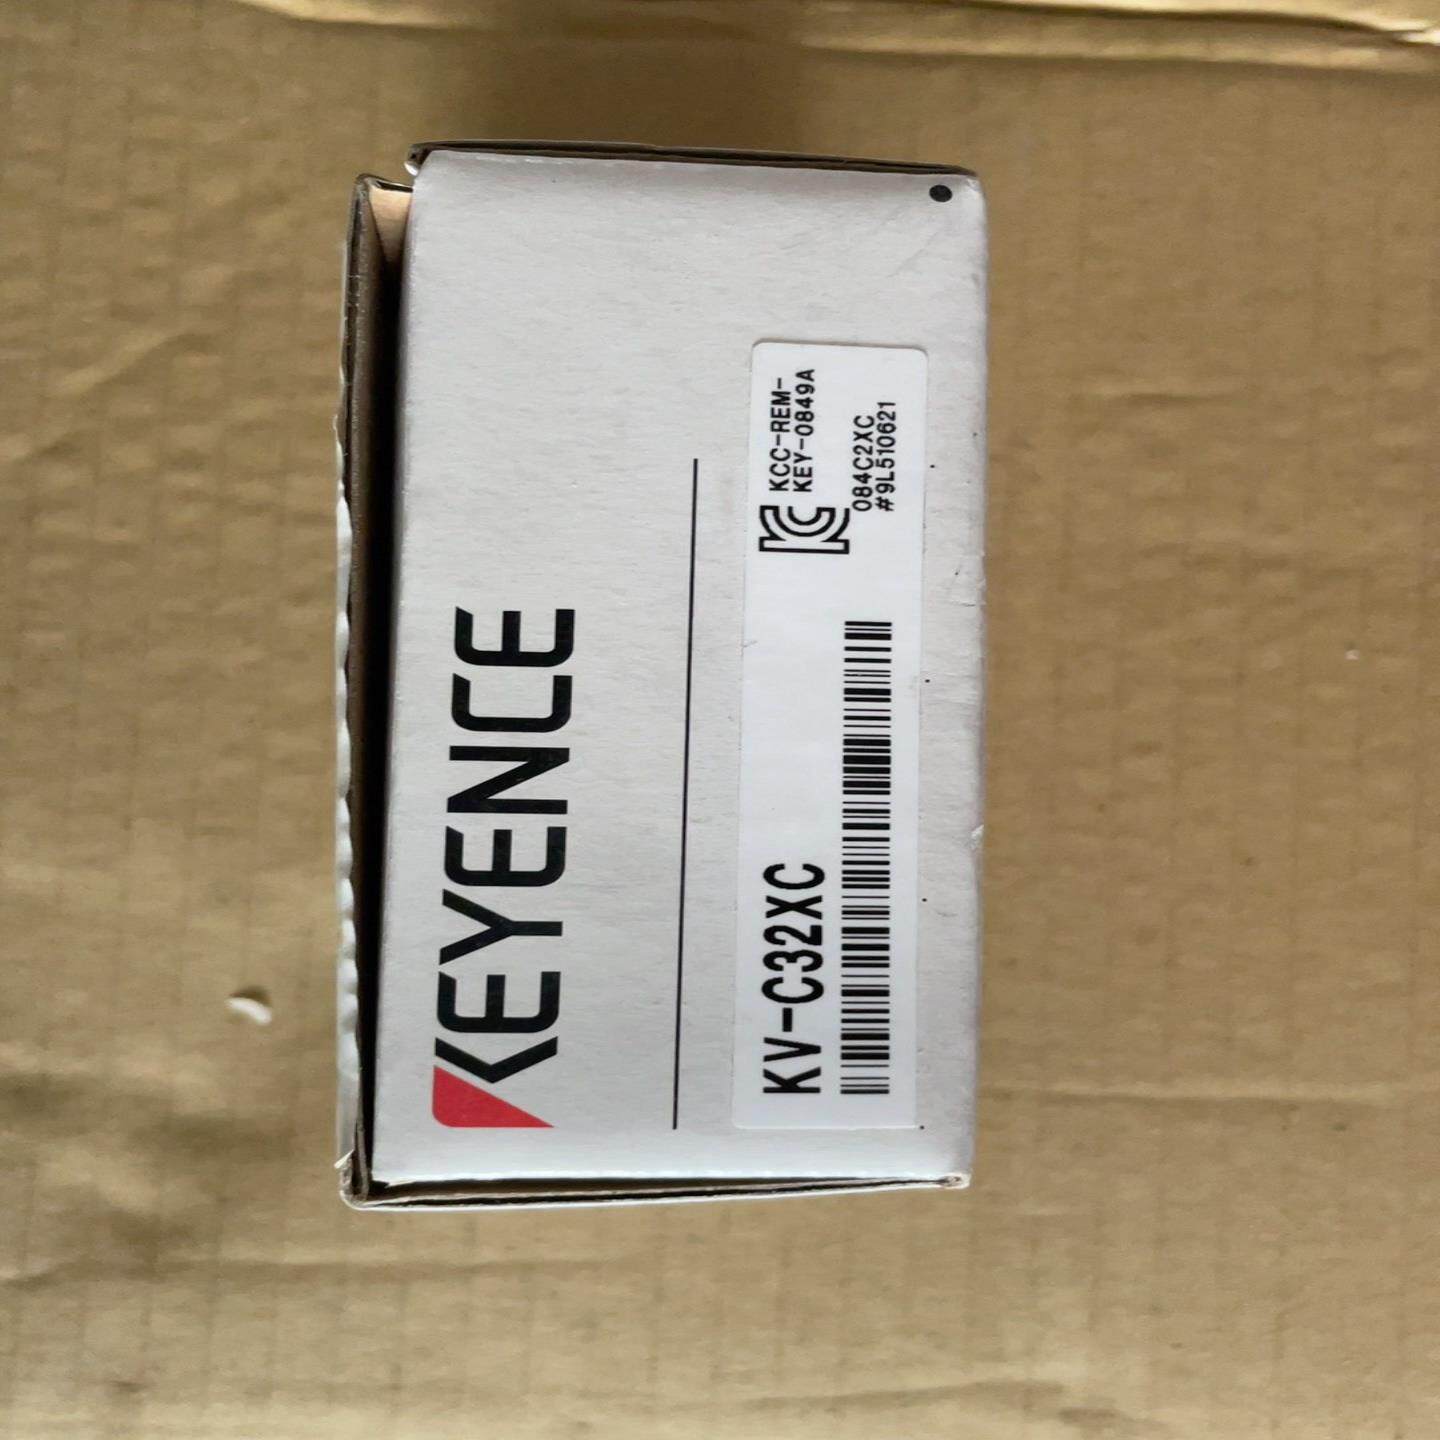 KEYENCE
KV-C32XC
KCC-REM-
KEY-0849A
084C2XC
#9L510621